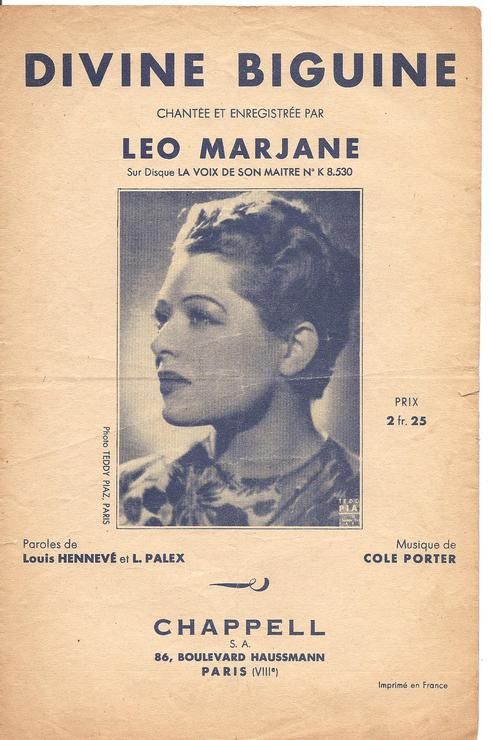 DIVINE BIGUINE
CHANTÉE ET ENREGISTRÉE PAR
LEO MARJANE
Sur Disque LA VOIX DE SON MAITRE N° K 8.530
PRIX
2 fr. 25
Photo TEDDY PIAZ, PARIS
Paroles de
Louis HENNEVÉ et L. PALEX
Musique de
COLE PORTER
CHAPPELL
S. A.
86, BOULEVARD HAUSSMANN
PARIS (VIIIe)
Imprimé en France